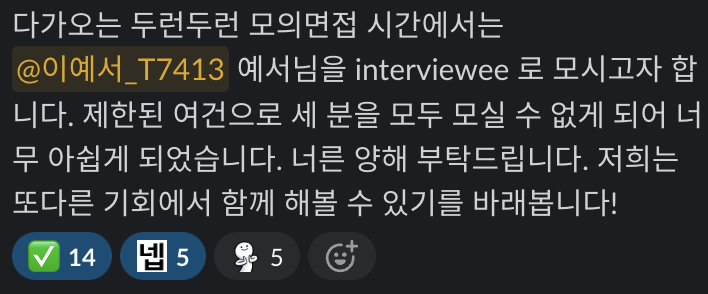 다가오는 두런두런 모의면접 시간에서는
@이예서_T7413 예서님을 interviewee 로 모시고자 합
니다. 제한된 여건으로 세 분을 모두 모실 수 없게 되어 너
무 아쉽게 되었습니다. 너른 양해 부탁드립니다. 저희는
또다른 기회에서 함께 해볼 수 있기를 바래봅니다!
14 넵 5 5